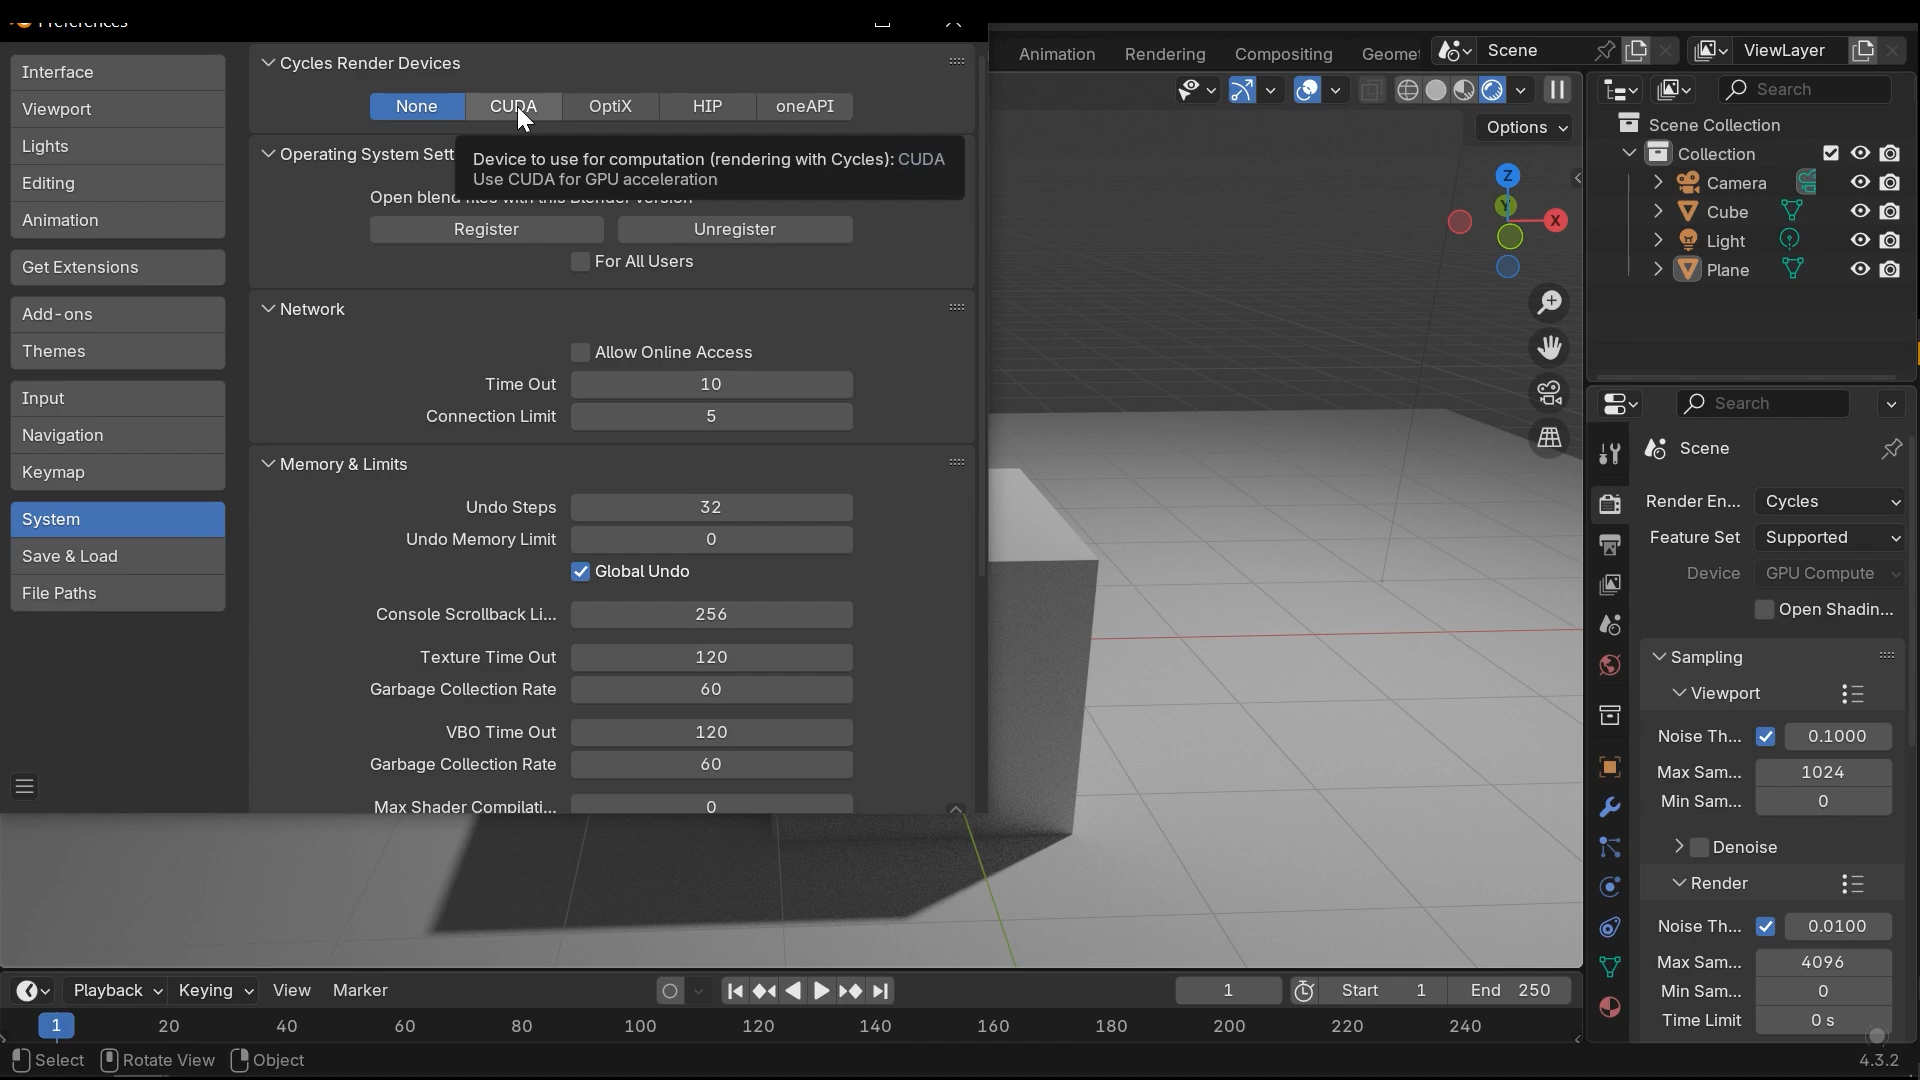 Preferences
Interface
Viewport
Lights
Editing
Animation
Get Extensions
Add-ons
Themes
Input
Navigation
Keymap
System
Save & Load
File Paths
Cycles Render Devices
None CUDA OptiX HIP oneAPI
Device to use for computation (rendering with Cycles): CUDA
Use CUDA for GPU acceleration
Operating System Sett
Open blend files with this Blender version
Register Unregister
For All Users
Network
Allow Online Access
Time Out 10
Connection Limit 5
Memory & Limits
Undo Steps 32
Undo Memory Limit 0
Global Undo
Console Scrollback Li... 256
Texture Time Out 120
Garbage Collection Rate 60
VBO Time Out 120
Garbage Collection Rate 60
Max Shader Compilati... 0
Animation Rendering Compositing Geomet
Scene ViewLayer
Options
Z
Y
X
Search
Scene Collection
Collection
Camera
Cube
Light
Plane
Search
Scene
Render En... Cycles
Feature Set Supported
Device GPU Compute
Open Shadin...
Sampling
Viewport
Noise Th... 0.1000
Max Sam... 1024
Min Sam... 0
Denoise
Render
Noise Th... 0.0100
Max Sam... 4096
Min Sam... 0
Time Limit 0 s
Playback Keying View Marker
1 Start 1 End 250
1 20 40 60 80 100 120 140 160 180 200 220 240
Select Rotate View Object
4.3.2